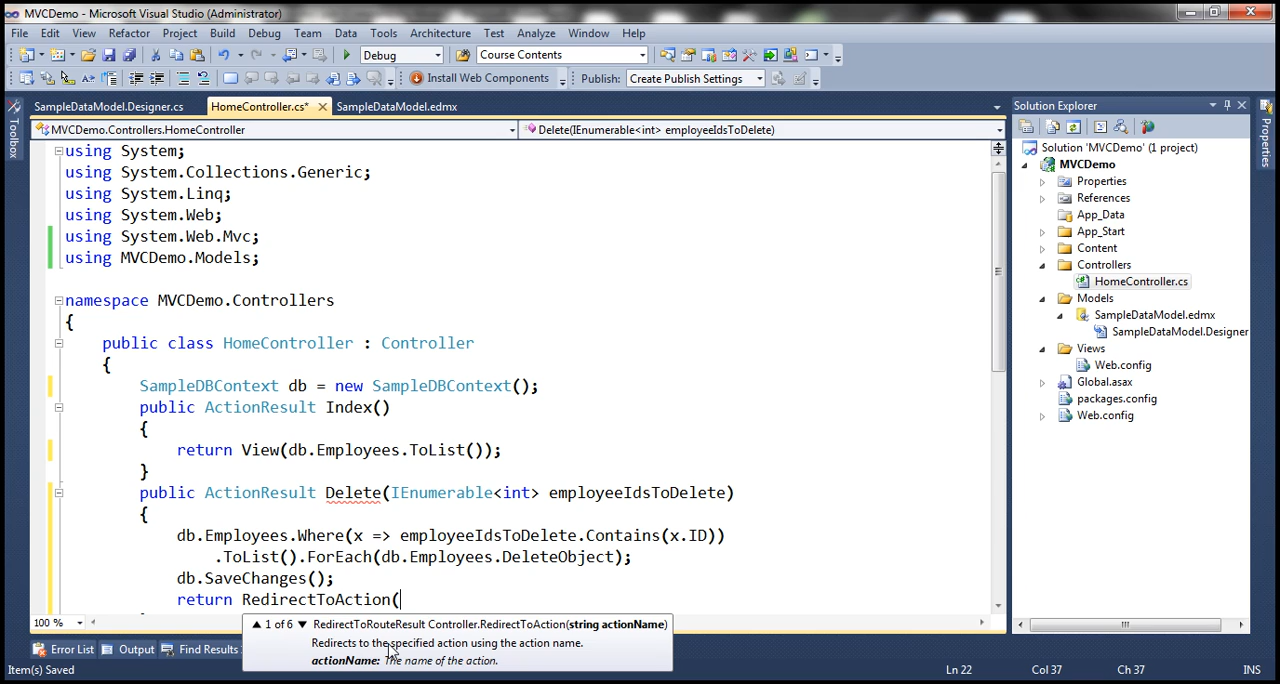 MVCDemo - Microsoft Visual Studio (Administrator)
File Edit View Refactor Project Build Debug Team Data Tools Architecture Test Analyze Window Help
Debug Course Contents
Install Web Components Publish: Create Publish Settings
Toolbox
SampleDataModel.Designer.cs HomeController.cs* SampleDataModel.edmx
MVCDemo.Controllers.HomeController Delete(IEnumerable<int> employeeIdsToDelete)
using System;
using System.Collections.Generic;
using System.Linq;
using System.Web;
using System.Web.Mvc;
using MVCDemo.Models;
namespace MVCDemo.Controllers
{
public class HomeController : Controller
{
SampleDBContext db = new SampleDBContext();
public ActionResult Index()
{
return View(db.Employees.ToList());
}
public ActionResult Delete(IEnumerable<int> employeeIdsToDelete)
{
db.Employees.Where(x => employeeIdsToDelete.Contains(x.ID))
.ToList().ForEach(db.Employees.DeleteObject);
db.SaveChanges();
return RedirectToAction(
1 of 6 RedirectToRouteResult Controller.RedirectToAction(string actionName)
Redirects to the specified action using the action name.
actionName: The name of the action.
100 %
Error List Output Find Results
Item(s) Saved Ln 22 Col 37 Ch 37 INS
Solution Explorer
Solution 'MVCDemo' (1 project)
MVCDemo
Properties
References
App_Data
App_Start
Content
Controllers
HomeController.cs
Models
SampleDataModel.edmx
SampleDataModel.Designer
Views
Web.config
Global.asax
packages.config
Web.config
Properties